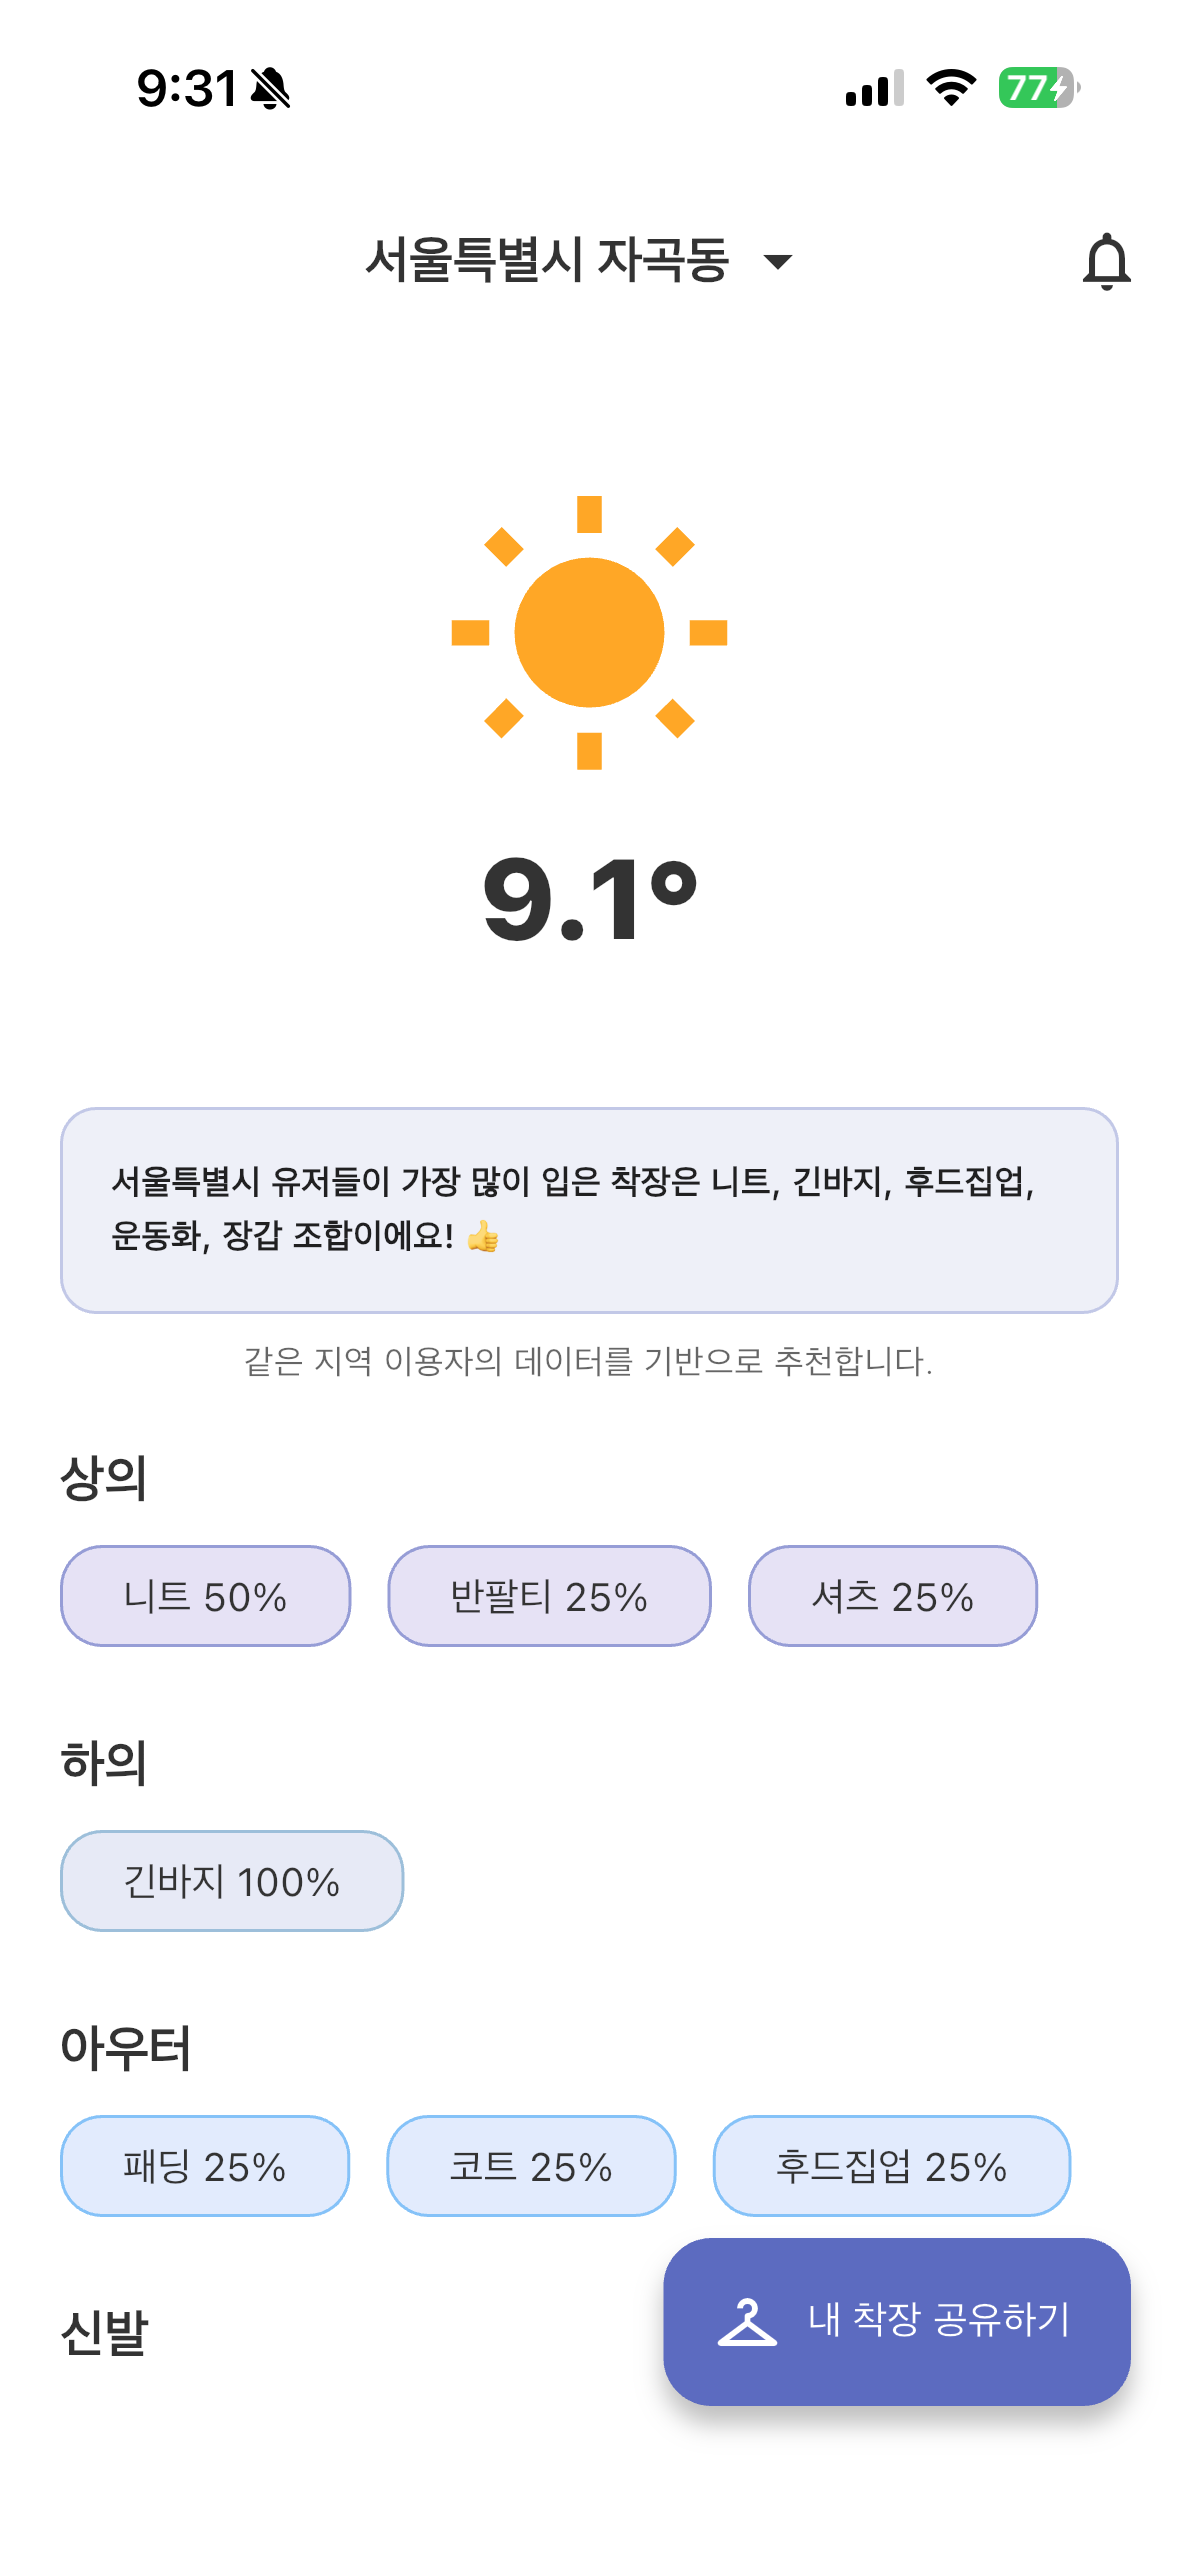 9:31
77
서울특별시 자곡동
9.1°
서울특별시 유저들이 가장 많이 입은 착장은 니트, 긴바지, 후드집업,
운동화, 장갑 조합이에요! 👍
같은 지역 이용자의 데이터를 기반으로 추천합니다.
상의
니트 50% 반팔티 25% 셔츠 25%
하의
긴바지 100%
아우터
패딩 25% 코트 25% 후드집업 25%
신발
내 착장 공유하기